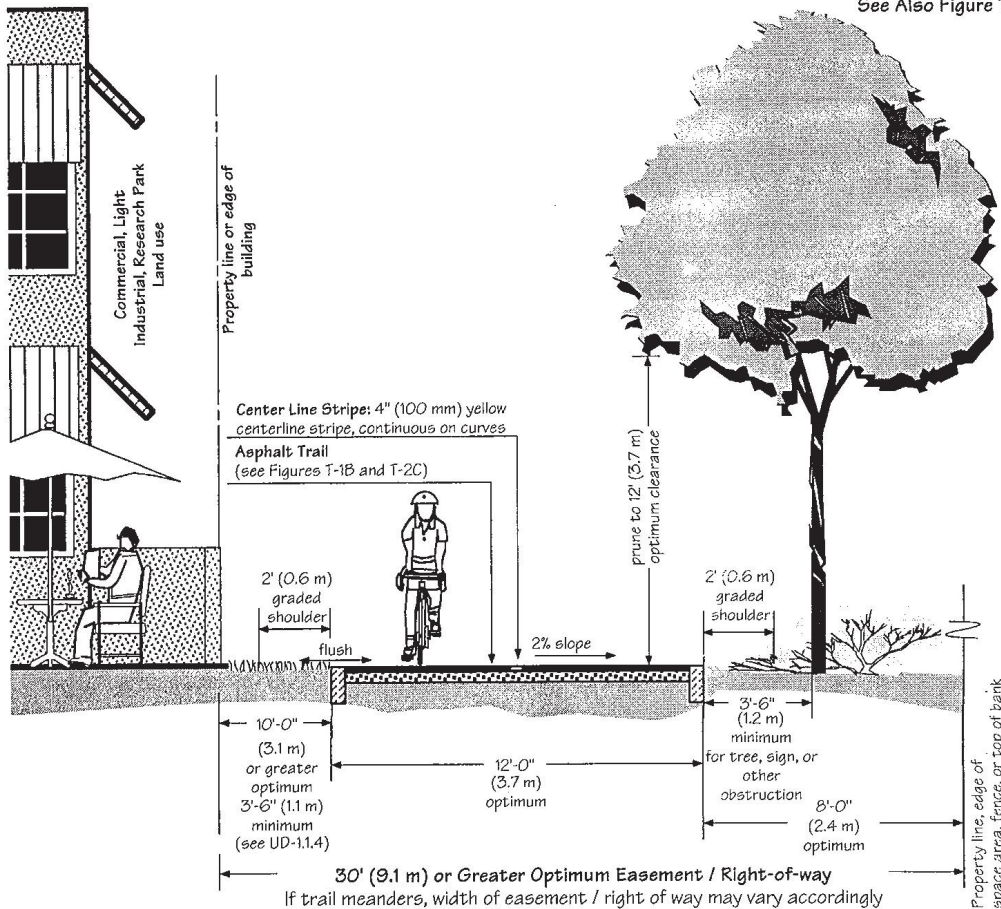 See Also Figure
Commercial, Light
Industrial, Research Park
Land use
Property line or edge of
building
Center Line Stripe: 4" (100 mm) yellow
centerline stripe, continuous on curves
Asphalt Trail
(see Figures T-1B and T-2C)
prune to 12' (3.7 m)
optimum clearance
2' (0.6 m)
graded
shoulder
flush
2% slope
2' (0.6 m)
graded
shoulder
10'-0"
(3.1 m)
or greater
optimum
3'-6" (1.1 m)
minimum
(see UD-1.1.4)
12'-0"
(3.7 m)
optimum
3'-6"
(1.2 m)
minimum
for tree, sign, or
other
obstruction
8'-0"
(2.4 m)
optimum
Property line, edge of
space area, fence, or top of bank
30' (9.1 m) or Greater Optimum Easement / Right-of-way
If trail meanders, width of easement / right of way may vary accordingly